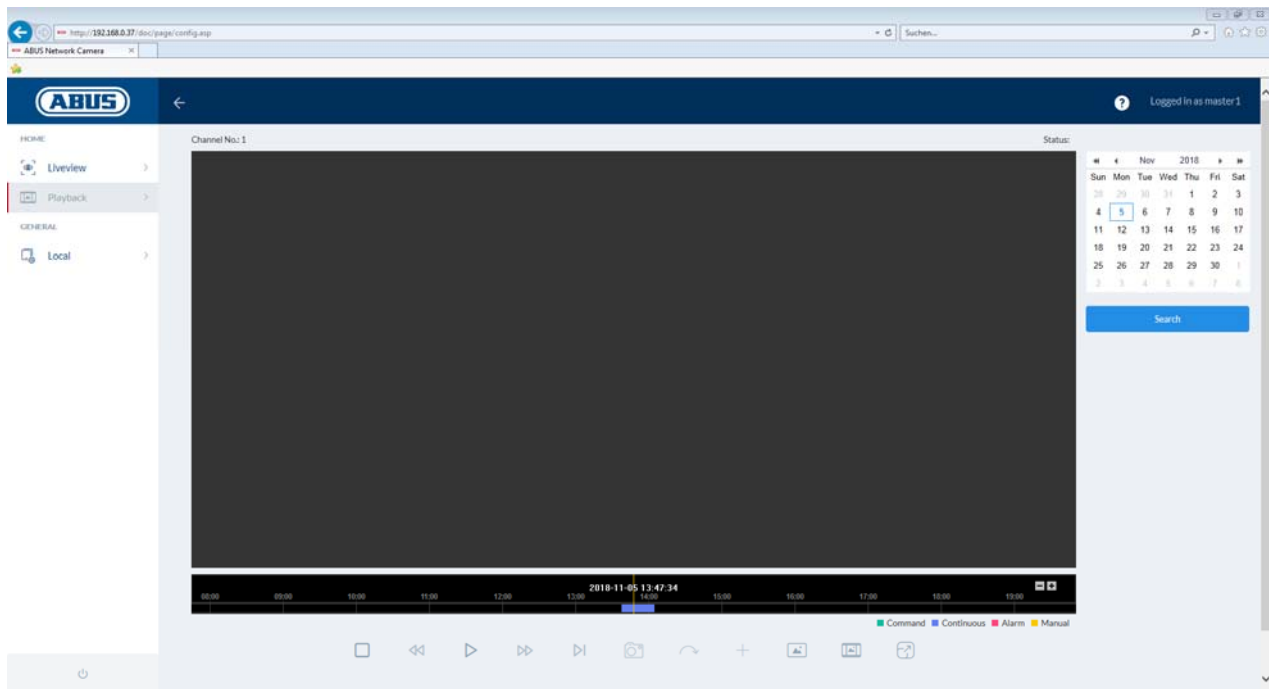 http://192.168.0.37/doc/page/config.asp
Suchen...
ABUS Network Camera
ABUS
Logged in as master1
HOME
Liveview
Playback
GENERAL
Local
Channel No.: 1
Status:
Nov 2018
Sun Mon Tue Wed Thu Fri Sat
28 29 30 31 1 2 3
4 5 6 7 8 9 10
11 12 13 14 15 16 17
18 19 20 21 22 23 24
25 26 27 28 29 30 1
2 3 4 5 6 7 8
Search
2018-11-05 13:47:34
08:00 09:00 10:00 11:00 12:00 13:00 14:00 15:00 16:00 17:00 18:00 19:00
Command Continuous Alarm Manual